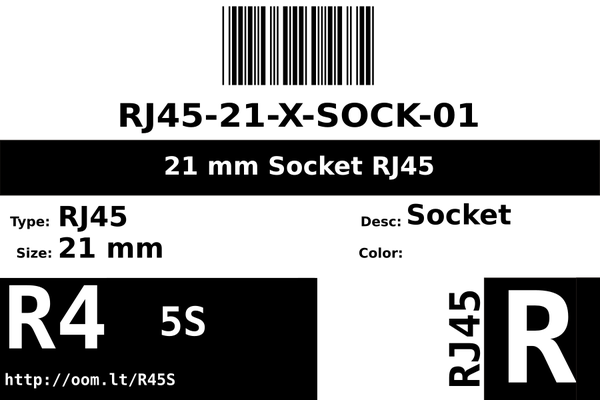 RJ45-21-X-SOCK-01
21 mm Socket RJ45
Type: RJ45
Desc: Socket
Size: 21 mm
Color:
R4 5S
http://oom.lt/R45S
RJ45
R